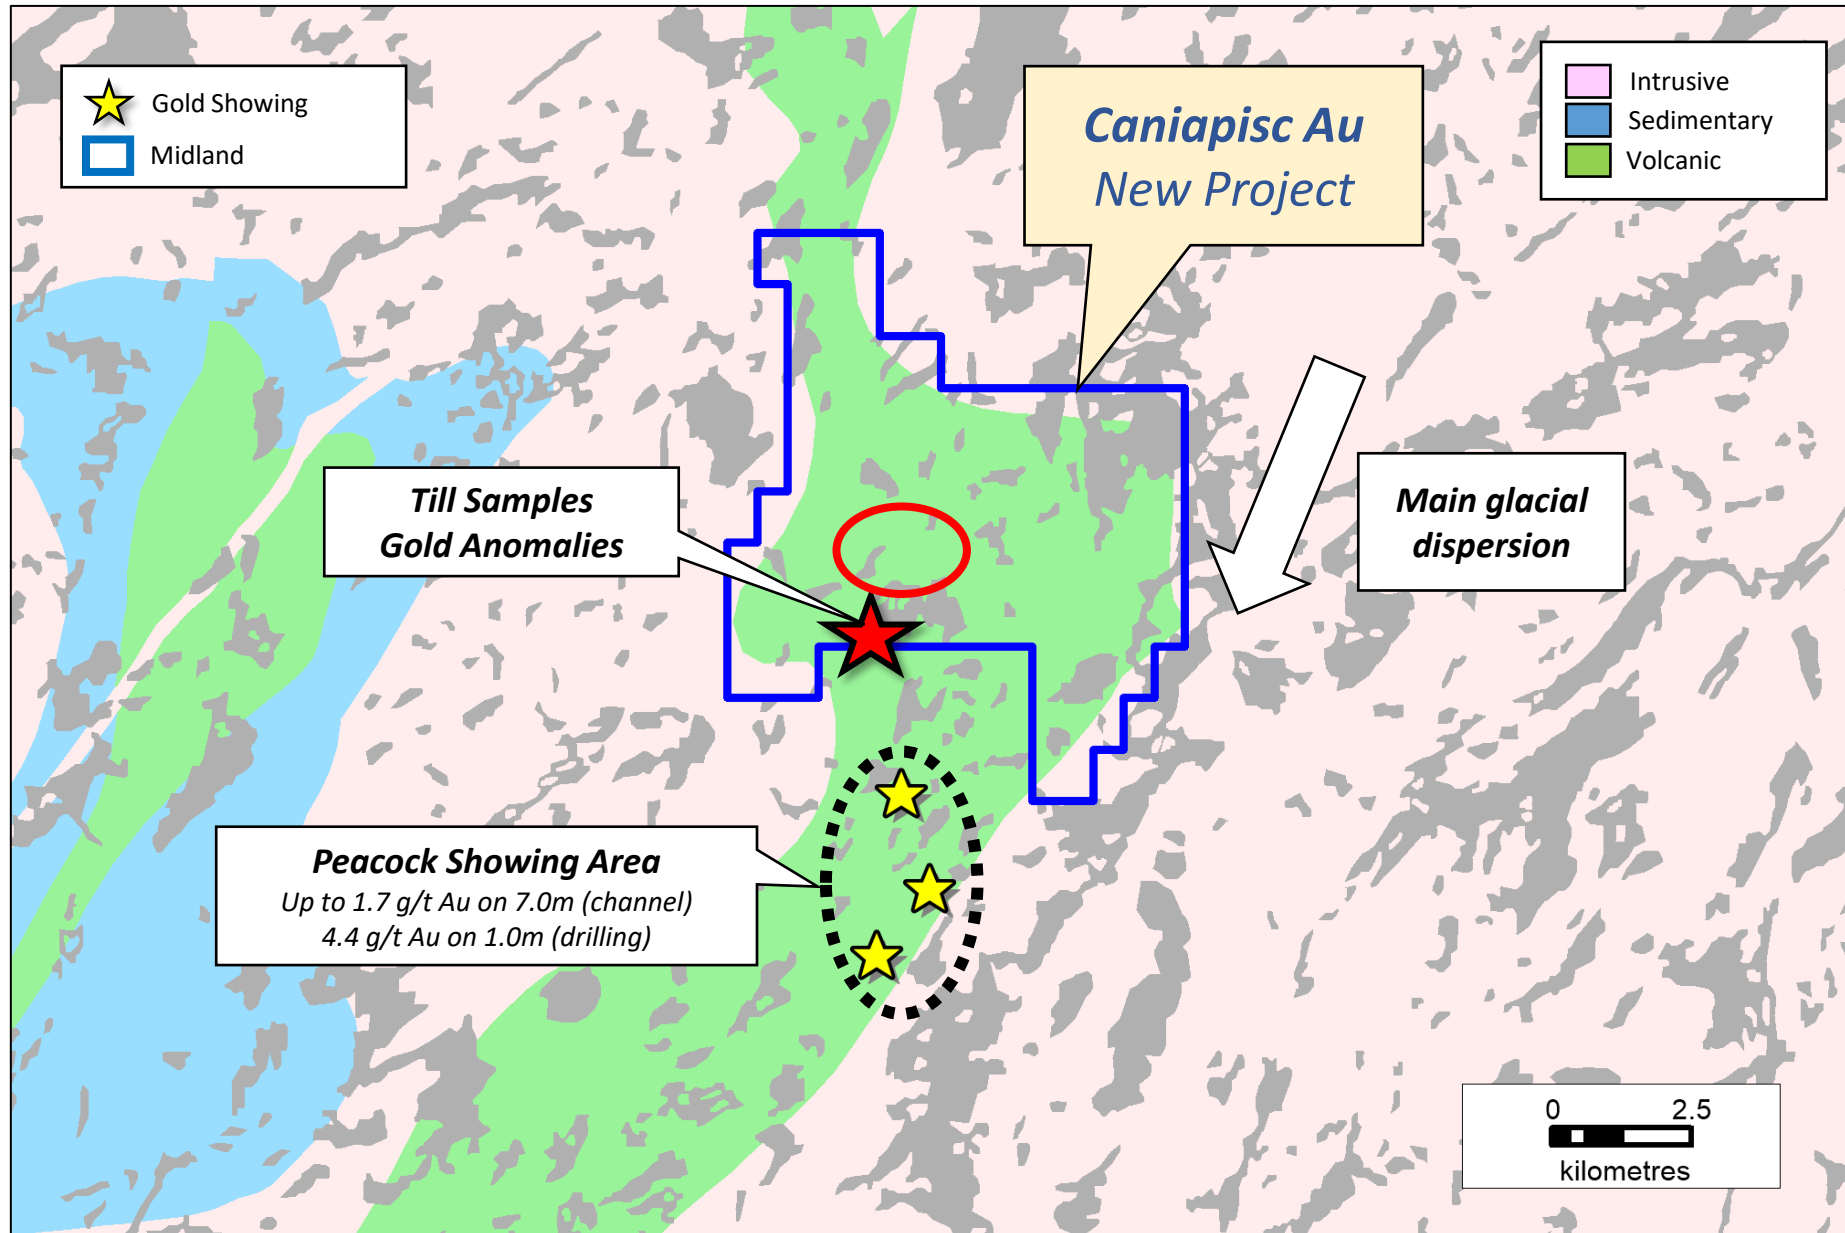 Gold Showing
Midland
Caniapisc Au
New Project
Intrusive
Sedimentary
Volcanic
Till Samples
Gold Anomalies
Main glacial
dispersion
Peacock Showing Area
Up to 1.7 g/t Au on 7.0m (channel)
4.4 g/t Au on 1.0m (drilling)
0 2.5
kilometres